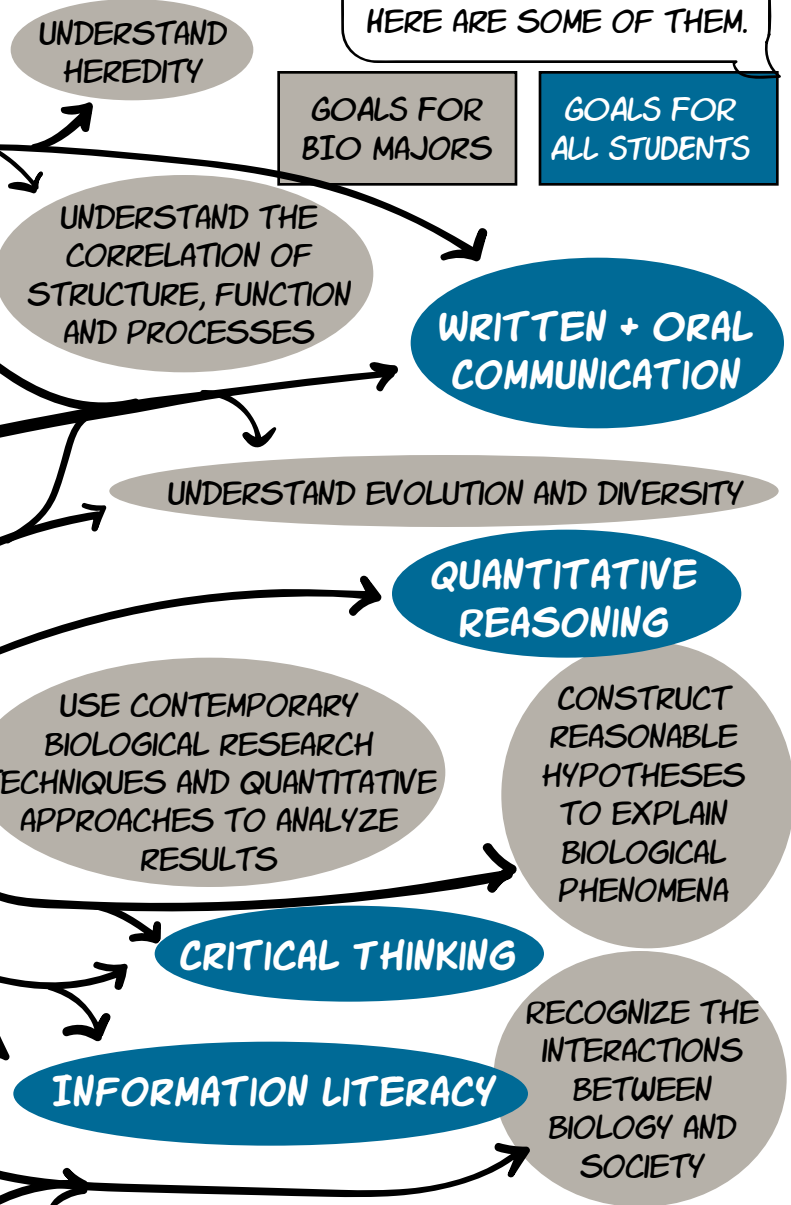 HERE ARE SOME OF THEM.
UNDERSTAND
HEREDITY
GOALS FOR
BIO MAJORS
GOALS FOR
ALL STUDENTS
UNDERSTAND THE
CORRELATION OF
STRUCTURE, FUNCTION
AND PROCESSES
WRITTEN + ORAL
COMMUNICATION
UNDERSTAND EVOLUTION AND DIVERSITY
QUANTITATIVE
REASONING
USE CONTEMPORARY
BIOLOGICAL RESEARCH
TECHNIQUES AND QUANTITATIVE
APPROACHES TO ANALYZE
RESULTS
CONSTRUCT
REASONABLE
HYPOTHESES
TO EXPLAIN
BIOLOGICAL
PHENOMENA
CRITICAL THINKING
INFORMATION LITERACY
RECOGNIZE THE
INTERACTIONS
BETWEEN
BIOLOGY AND
SOCIETY